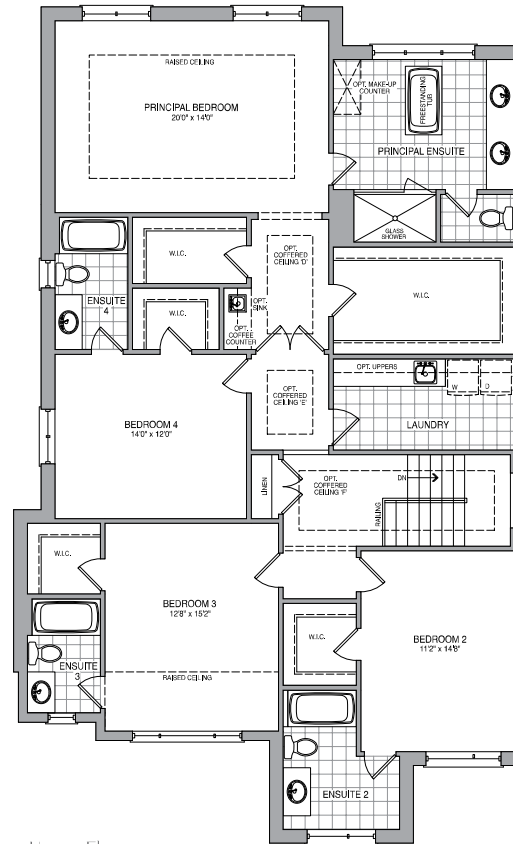 RAISED CEILING
PRINCIPAL BEDROOM
20'0" x 14'0"
OPT. MAKE-UP
COUNTER
FREESTANDING
TUB
PRINCIPAL ENSUITE
GLASS
SHOWER
W.I.C.
OPT.
COFFERED
CEILING 'D'
W.I.C.
ENSUITE
4
W.I.C.
OPT.
SINK
OPT.
COFFEE
COUNTER
OPT. UPPERS
W
D
LAUNDRY
OPT.
COFFERED
CEILING 'E'
BEDROOM 4
14'0" x 12'0"
LINEN
OPT.
COFFERED
CEILING 'F'
DN
RAILING
W.I.C.
BEDROOM 3
12'8" x 15'2"
ENSUITE
3
RAISED CEILING
W.I.C.
BEDROOM 2
11'2" x 14'8"
ENSUITE 2